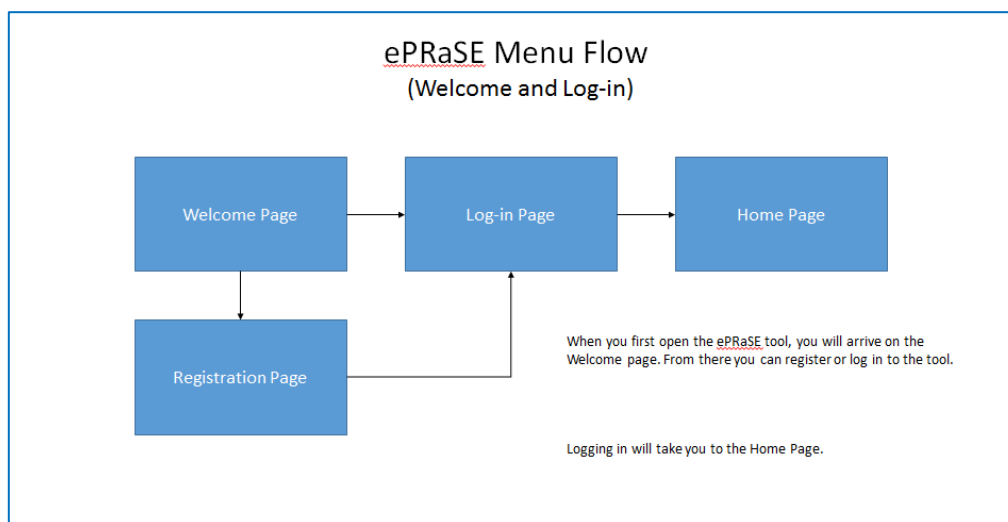 ePRaSE Menu Flow
(Welcome and Log-in)
Welcome Page
Log-in Page
Home Page
Registration Page
When you first open the ePRaSE tool, you will arrive on the
Welcome page. From there you can register or log in to the tool.
Logging in will take you to the Home Page.